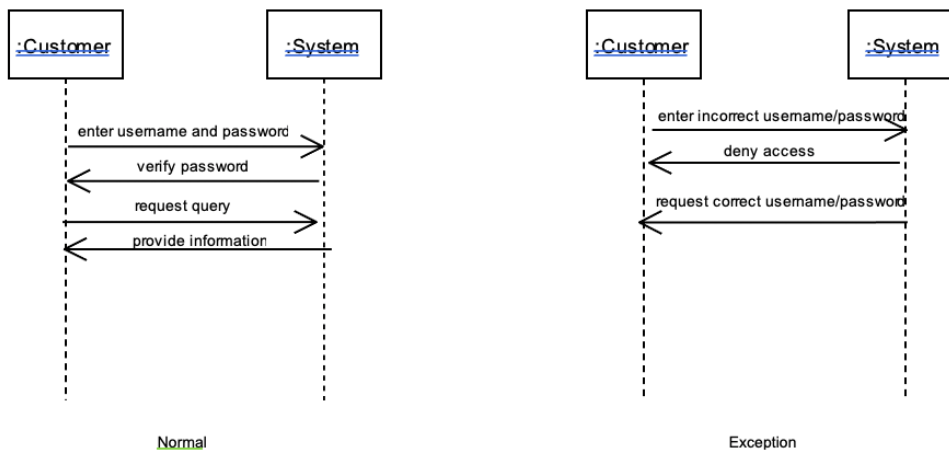 :Customer
:System
enter username and password
verify password
request query
provide information
Normal
:Customer
:System
enter incorrect username/password
deny access
request correct username/password
Exception